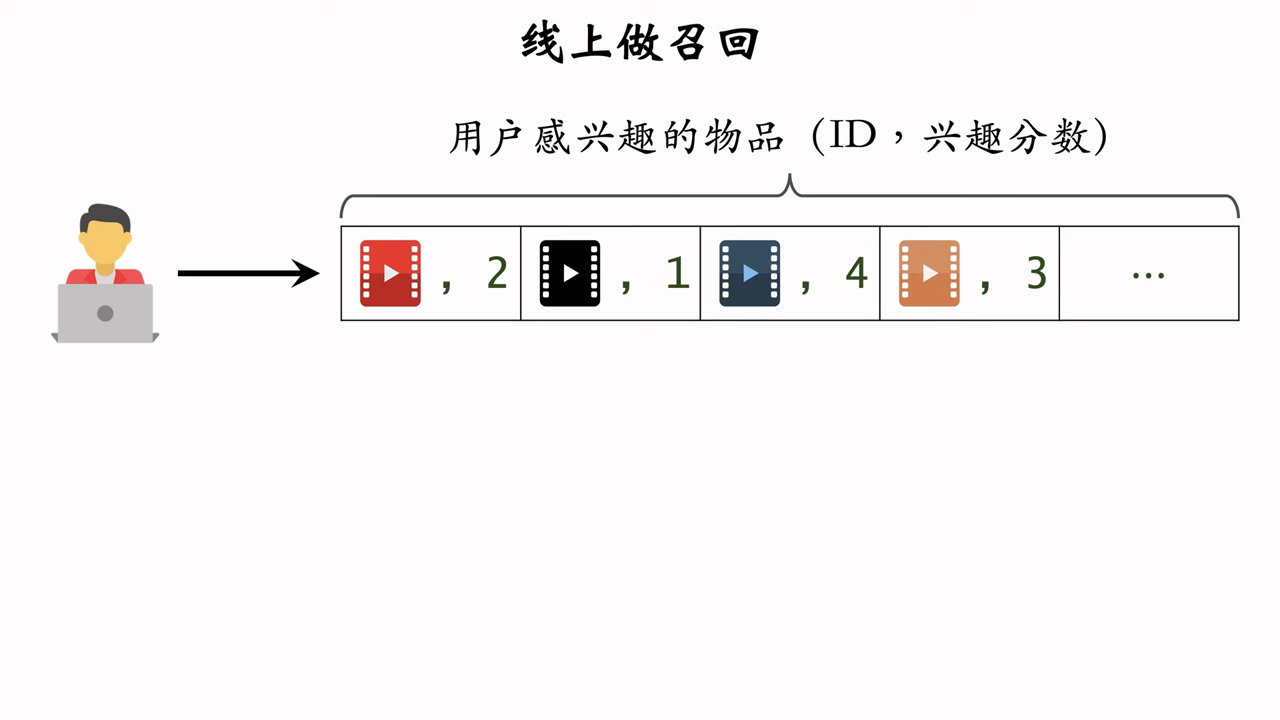 线上做召回
用户感兴趣的物品（ID，兴趣分数）
，2 ，1 ，4 ，3 …